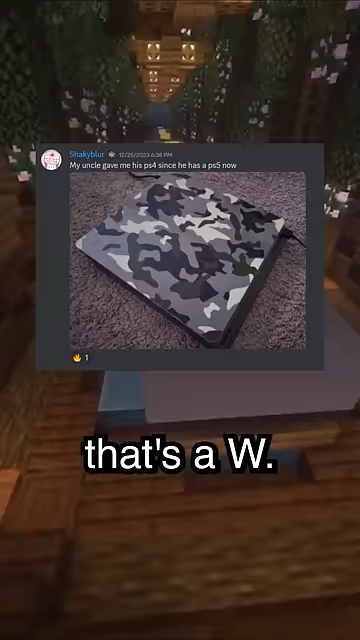 Shakyblur 12/25/2023 6:38 PM
My uncle gave me his ps4 since he has a ps5 now
🔥 1
that's a W.